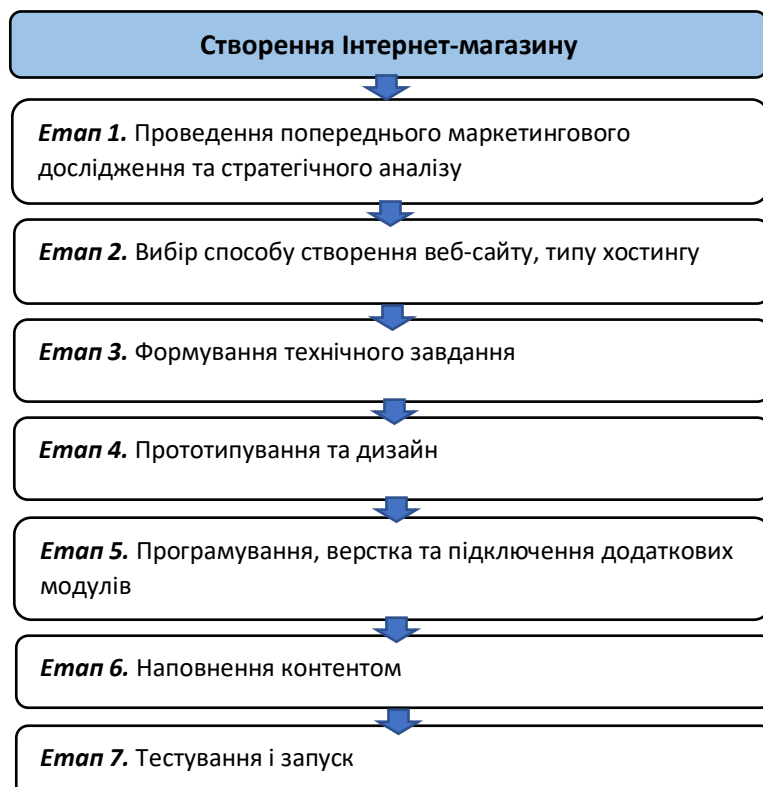 Створення Інтернет-магазину
Етап 1. Проведення попереднього маркетингового
дослідження та стратегічного аналізу
Етап 2. Вибір способу створення веб-сайту, типу хостингу
Етап 3. Формування технічного завдання
Етап 4. Прототипування та дизайн
Етап 5. Програмування, верстка та підключення додаткових
модулів
Етап 6. Наповнення контентом
Етап 7. Тестування і запуск